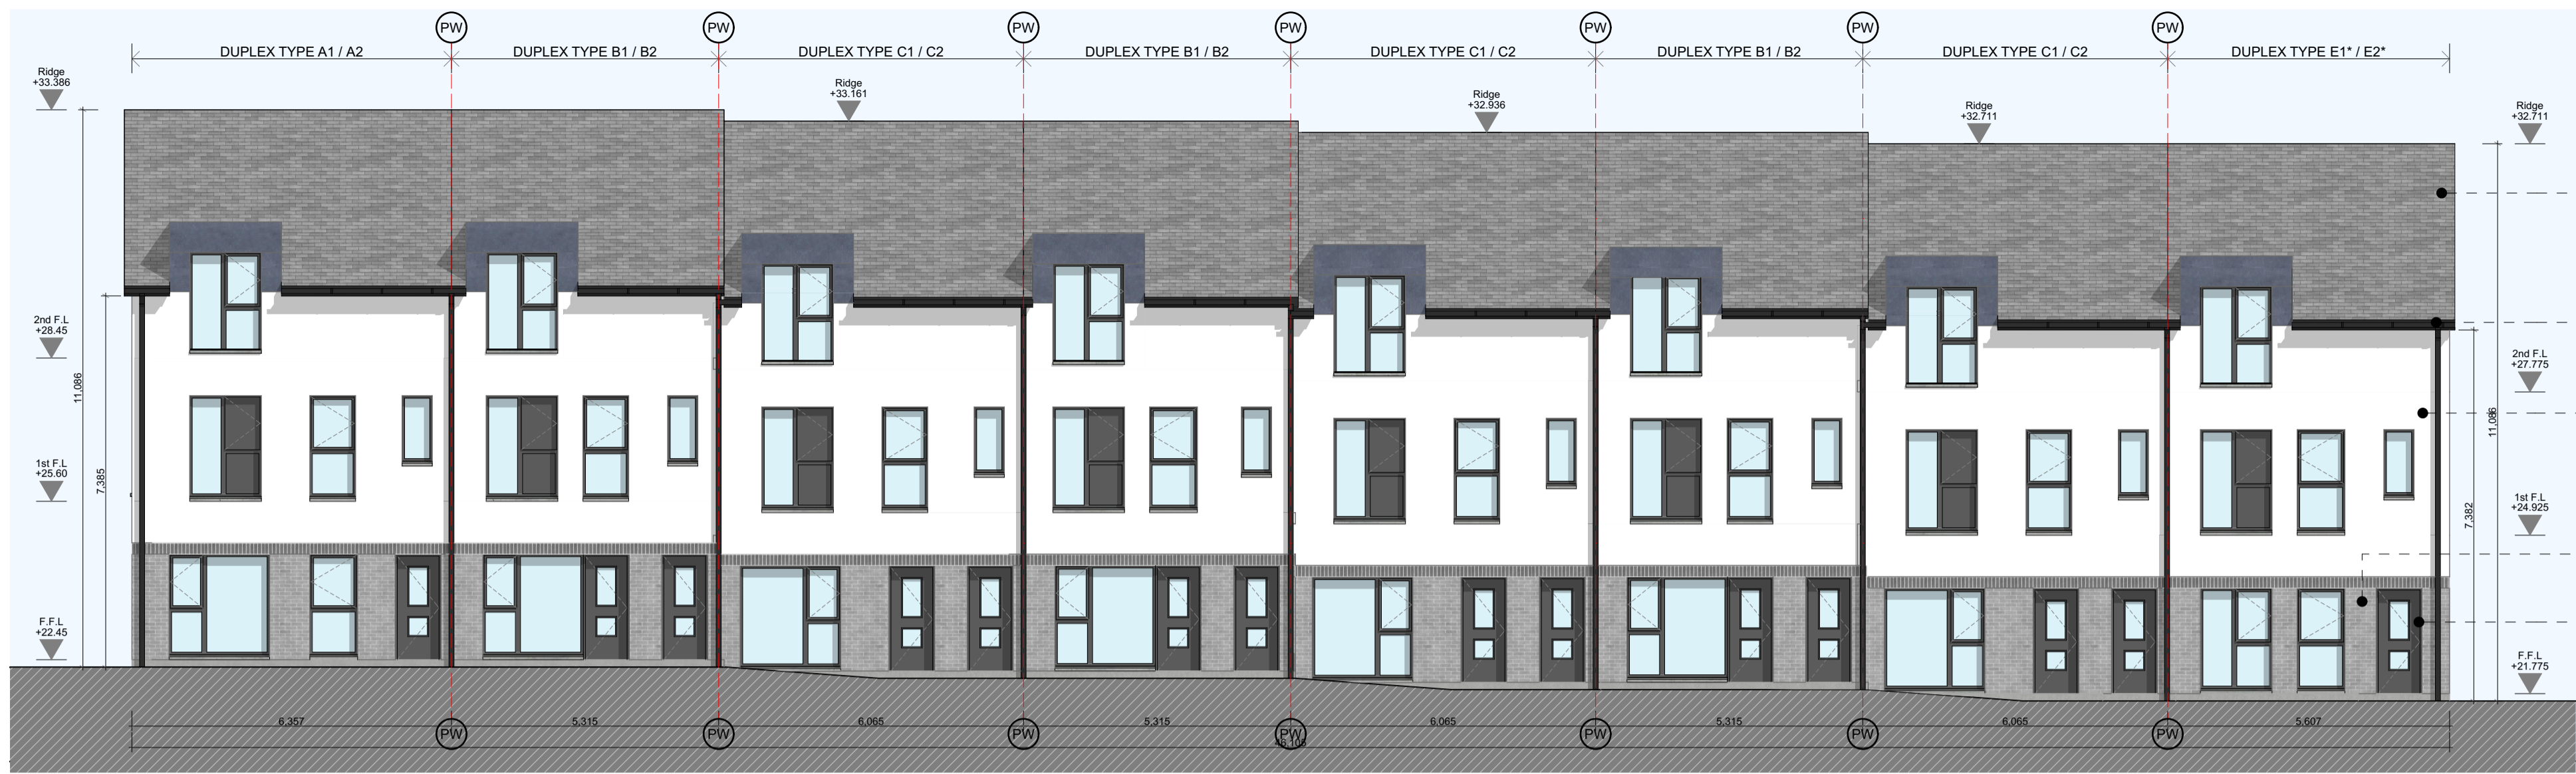 PW PW PW PW PW PW PW
DUPLEX TYPE A1 / A2 DUPLEX TYPE B1 / B2 DUPLEX TYPE C1 / C2 DUPLEX TYPE B1 / B2 DUPLEX TYPE C1 / C2 DUPLEX TYPE B1 / B2 DUPLEX TYPE C1 / C2 DUPLEX TYPE E1* / E2*
Ridge
+33.386
Ridge
+33.161
Ridge
+32.936
Ridge
+32.711
Ridge
+32.711
2nd F.L
+28.45
2nd F.L
+27.775
11,086
11,086
1st F.L
+25.60
7,385
1st F.L
+24.925
7,382
F.F.L
+22.45
F.F.L
+21.775
6,357 5,315 6,065 5,315 6,065 5,315 6,065 5,607
PW PW PW PW PW PW PW
46,105